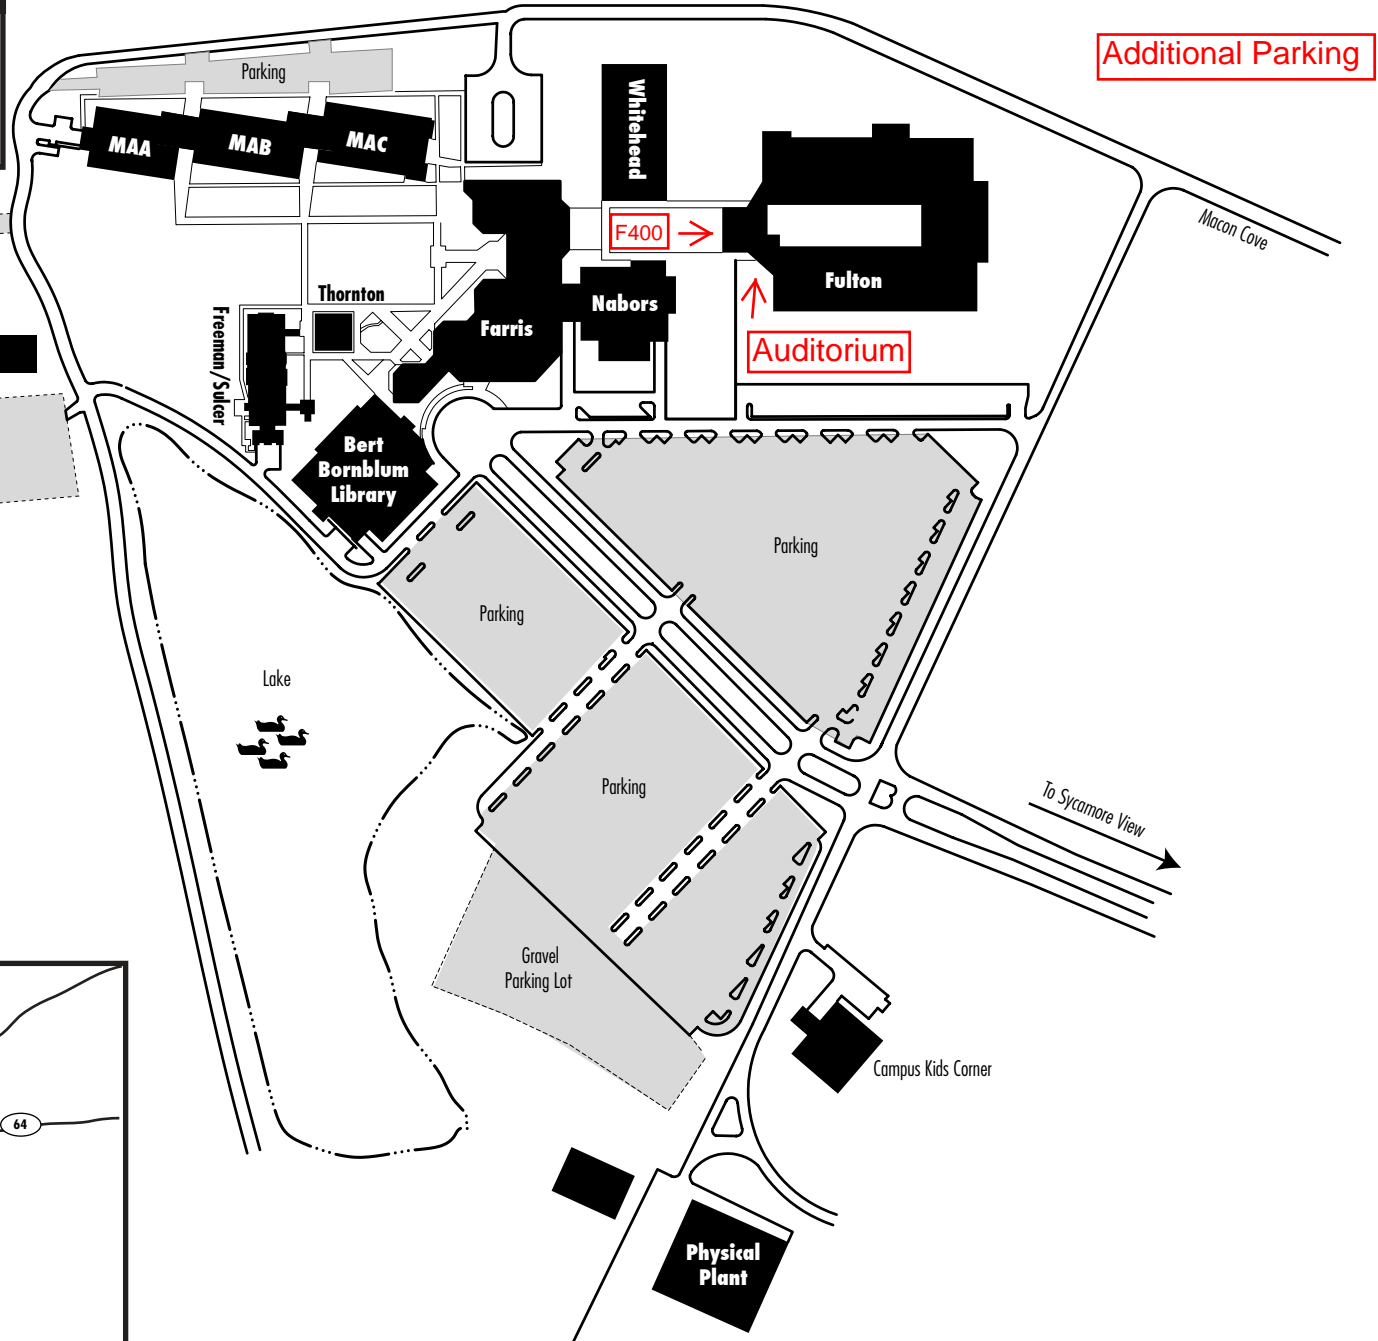 Additional Parking
Parking
MAA
MAB
MAC
Whitehead
Macon Cove
F400
Fulton
Nabors
Thornton
Farris
Freeman/Sulcer
Auditorium
Bert
Bornblum
Library
Parking
Parking
Lake
Parking
To Sycamore View
Gravel
Parking Lot
Campus Kids Corner
64
Physical
Plant